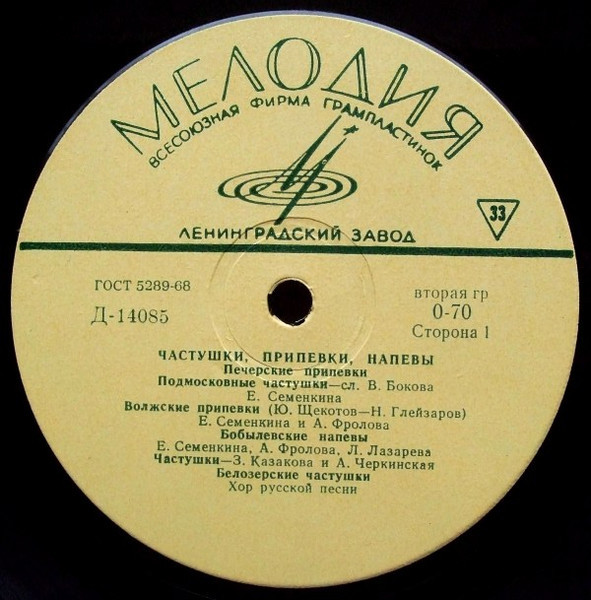 МЕЛОДИЯ
ВСЕСОЮЗНАЯ ФИРМА ГРАМПЛАСТИНОК
33
ЛЕНИНГРАДСКИЙ ЗАВОД
ГОСТ 5289-68
вторая гр
Д-14085
0-70
Сторона 1
ЧАСТУШКИ, ПРИПЕВКИ, НАПЕВЫ
Печерские припевки
Подмосковные частушки—сл. В. Бокова
Е. Семенкина
Волжские припевки (Ю. Щекотов—Н. Глейзаров)
Е. Семенкина и А. Фролова
Бобылевские напевы
Е. Семенкина, А. Фролова, Л. Лазарева
Частушки—З. Казакова и А. Черкинская
Белозерские частушки
Хор русской песни